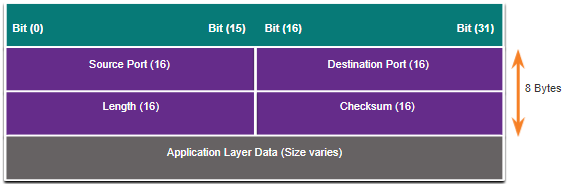 Bit (0) Bit (15) Bit (16) Bit (31)
Source Port (16) Destination Port (16)
8 Bytes
Length (16) Checksum (16)
Application Layer Data (Size varies)